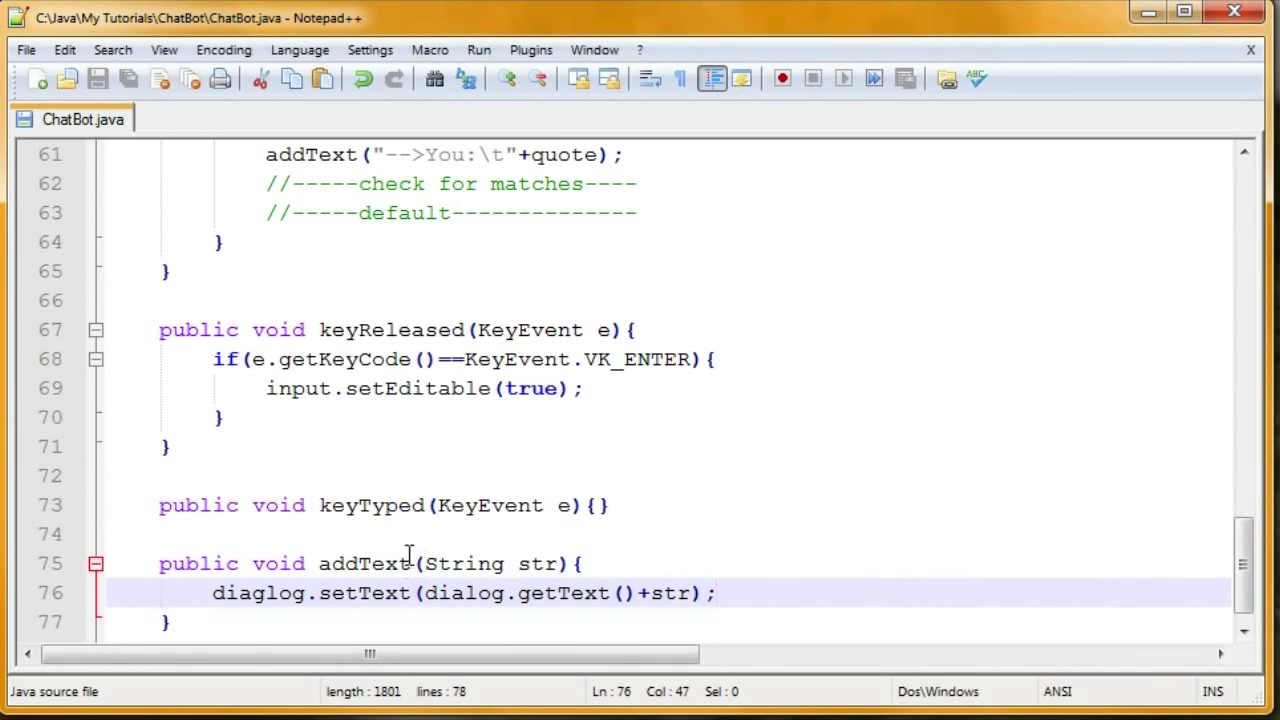 C:\Java\My Tutorials\ChatBot\ChatBot.java - Notepad++
File Edit Search View Encoding Language Settings Macro Run Plugins Window ? X
ABC
ChatBot.java
61 addText("-->You:\t"+quote);
62 //-----check for matches----
63 //-----default--------------
64 }
65 }
66
67 public void keyReleased(KeyEvent e){
68 if(e.getKeyCode()==KeyEvent.VK_ENTER){
69 input.setEditable(true);
70 }
71 }
72
73 public void keyTyped(KeyEvent e){}
74
75 public void addText(String str){
76 diaglog.setText(dialog.getText()+str);
77 }
Java source file length : 1801 lines : 78 Ln : 76 Col : 47 Sel : 0 Dos\Windows ANSI INS